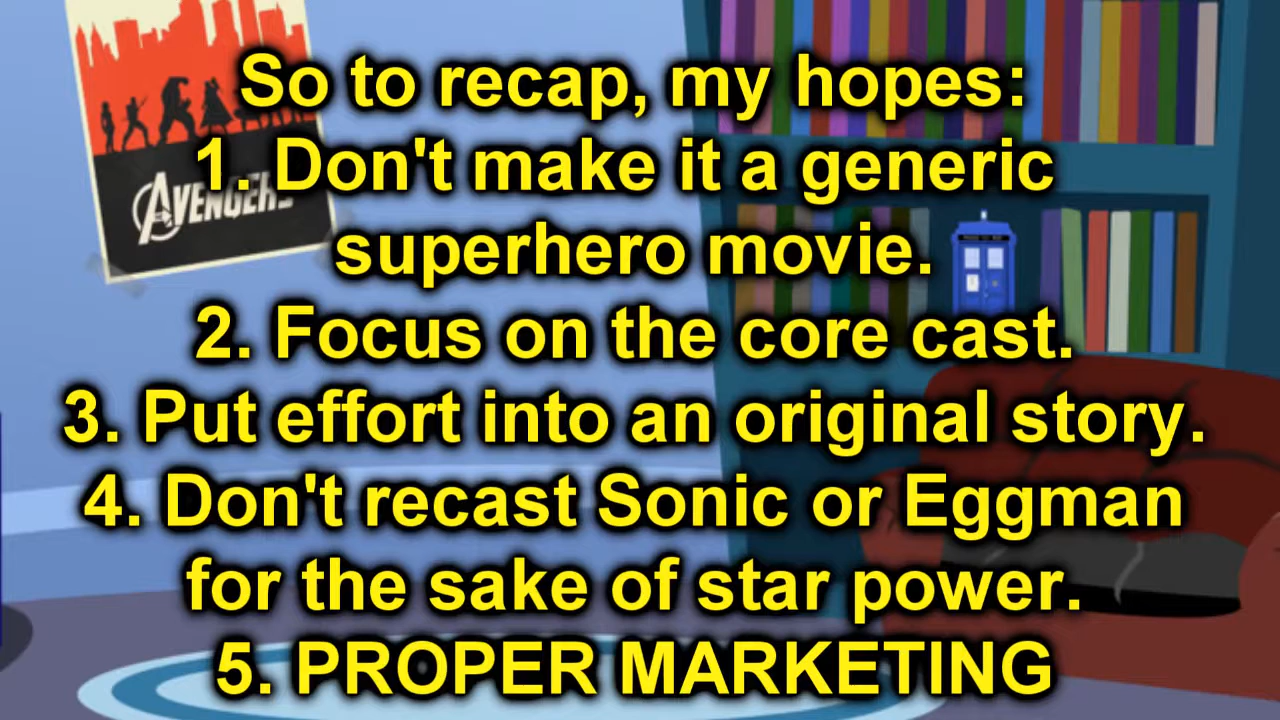 So to recap, my hopes:
1. Don't make it a generic
superhero movie.
2. Focus on the core cast.
3. Put effort into an original story.
4. Don't recast Sonic or Eggman
for the sake of star power.
5. PROPER MARKETING
AVENGERS